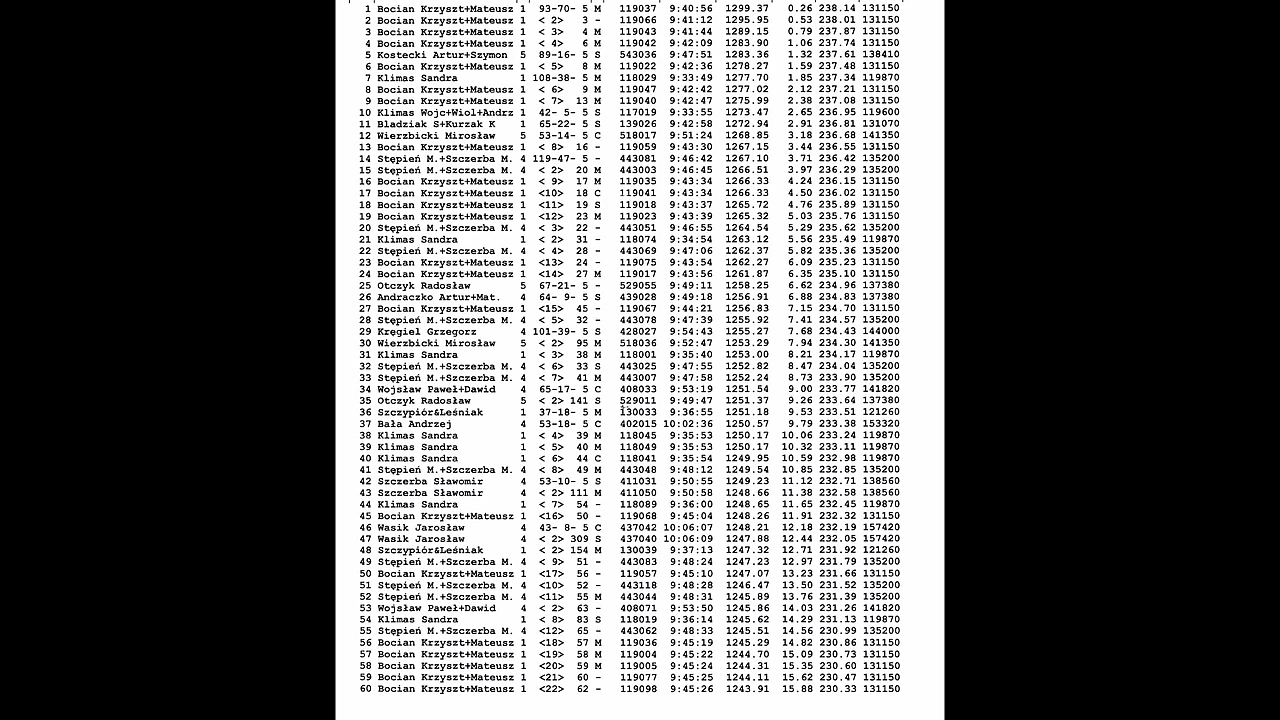 1 Bocian Krzyszt+Mateusz 1 93-70- 5 M 119037 9:40:56 1299.37 0.26 238.14 131150
2 Bocian Krzyszt+Mateusz 1 < 2> 3 - 119066 9:41:12 1295.95 0.53 238.01 131150
3 Bocian Krzyszt+Mateusz 1 < 3> 4 M 119043 9:41:44 1289.15 0.79 237.87 131150
4 Bocian Krzyszt+Mateusz 1 < 4> 6 M 119042 9:42:09 1283.90 1.06 237.74 131150
5 Kostecki Artur+Szymon 5 89-16- 5 S 543036 9:47:51 1283.36 1.32 237.61 138410
6 Bocian Krzyszt+Mateusz 1 < 5> 8 M 119022 9:42:36 1278.27 1.59 237.48 131150
7 Klimas Sandra 1 108-38- 5 M 118029 9:33:49 1277.70 1.85 237.34 119870
8 Bocian Krzyszt+Mateusz 1 < 6> 9 M 119047 9:42:42 1277.02 2.12 237.21 131150
9 Bocian Krzyszt+Mateusz 1 < 7> 13 M 119040 9:42:47 1275.99 2.38 237.08 131150
10 Klimas Wojc+Wiol+Andrz 1 42- 5- 5 S 117019 9:33:55 1273.47 2.65 236.95 119600
11 Bladziak S+Kurzak K 1 65-22- 5 S 139026 9:42:58 1272.94 2.91 236.81 131070
12 Wierzbicki Mirosław 5 53-14- 5 C 518017 9:51:24 1268.85 3.18 236.68 141350
13 Bocian Krzyszt+Mateusz 1 < 8> 16 - 119059 9:43:30 1267.15 3.44 236.55 131150
14 Stępień M.+Szczerba M. 4 119-47- 5 - 443081 9:46:42 1267.10 3.71 236.42 135200
15 Stępień M.+Szczerba M. 4 < 2> 20 M 443003 9:46:45 1266.51 3.97 236.29 135200
16 Bocian Krzyszt+Mateusz 1 < 9> 17 M 119035 9:43:34 1266.33 4.24 236.15 131150
17 Bocian Krzyszt+Mateusz 1 <10> 18 C 119041 9:43:34 1266.33 4.50 236.02 131150
18 Bocian Krzyszt+Mateusz 1 <11> 19 S 119018 9:43:37 1265.72 4.76 235.89 131150
19 Bocian Krzyszt+Mateusz 1 <12> 23 M 119023 9:43:39 1265.32 5.03 235.76 131150
20 Stępień M.+Szczerba M. 4 < 3> 22 - 443051 9:46:55 1264.54 5.29 235.62 135200
21 Klimas Sandra 1 < 2> 31 - 118074 9:34:54 1263.12 5.56 235.49 119870
22 Stępień M.+Szczerba M. 4 < 4> 28 - 443069 9:47:06 1262.37 5.82 235.36 135200
23 Bocian Krzyszt+Mateusz 1 <13> 24 - 119075 9:43:54 1262.27 6.09 235.23 131150
24 Bocian Krzyszt+Mateusz 1 <14> 27 M 119017 9:43:56 1261.87 6.35 235.10 131150
25 Otczyk Radosław 5 67-21- 5 - 529055 9:49:11 1258.25 6.62 234.96 137380
26 Andraczko Artur+Mat. 4 64- 9- 5 S 439028 9:49:18 1256.91 6.88 234.83 137380
27 Bocian Krzyszt+Mateusz 1 <15> 45 - 119067 9:44:21 1256.83 7.15 234.70 131150
28 Stępień M.+Szczerba M. 4 < 5> 32 - 443078 9:47:39 1255.92 7.41 234.57 135200
29 Kręgiel Grzegorz 4 101-39- 5 S 428027 9:54:43 1255.27 7.68 234.43 144000
30 Wierzbicki Mirosław 5 < 2> 95 M 518036 9:52:47 1253.29 7.94 234.30 141350
31 Klimas Sandra 1 < 3> 38 M 118001 9:35:40 1253.00 8.21 234.17 119870
32 Stępień M.+Szczerba M. 4 < 6> 33 S 443025 9:47:55 1252.82 8.47 234.04 135200
33 Stępień M.+Szczerba M. 4 < 7> 41 M 443007 9:47:58 1252.24 8.73 233.90 135200
34 Wojsław Paweł+Dawid 4 65-17- 5 C 408033 9:53:19 1251.54 9.00 233.77 141820
35 Otczyk Radosław 5 < 2> 141 S 529011 9:49:47 1251.37 9.26 233.64 137380
36 Szczypiór&Leśniak 1 37-18- 5 M 130033 9:36:55 1251.18 9.53 233.51 121260
37 Bała Andrzej 4 53-18- 5 C 402015 10:02:36 1250.57 9.79 233.38 153320
38 Klimas Sandra 1 < 4> 39 M 118045 9:35:53 1250.17 10.06 233.24 119870
39 Klimas Sandra 1 < 5> 40 M 118049 9:35:53 1250.17 10.32 233.11 119870
40 Klimas Sandra 1 < 6> 44 C 118041 9:35:54 1249.95 10.59 232.98 119870
41 Stępień M.+Szczerba M. 4 < 8> 49 M 443048 9:48:12 1249.54 10.85 232.85 135200
42 Szczerba Sławomir 4 53-10- 5 S 411031 9:50:55 1249.23 11.12 232.71 138560
43 Szczerba Sławomir 4 < 2> 111 M 411050 9:50:58 1248.66 11.38 232.58 138560
44 Klimas Sandra 1 < 7> 54 - 118089 9:36:00 1248.65 11.65 232.45 119870
45 Bocian Krzyszt+Mateusz 1 <16> 50 - 119068 9:45:04 1248.26 11.91 232.32 131150
46 Wasik Jarosław 4 43- 8- 5 C 437042 10:06:07 1248.21 12.18 232.19 157420
47 Wasik Jarosław 4 < 2> 309 S 437040 10:06:09 1247.88 12.44 232.05 157420
48 Szczypiór&Leśniak 1 < 2> 154 M 130039 9:37:13 1247.32 12.71 231.92 121260
49 Stępień M.+Szczerba M. 4 < 9> 51 - 443083 9:48:24 1247.23 12.97 231.79 135200
50 Bocian Krzyszt+Mateusz 1 <17> 56 - 119057 9:45:10 1247.07 13.23 231.66 131150
51 Stępień M.+Szczerba M. 4 <10> 52 - 443118 9:48:28 1246.47 13.50 231.52 135200
52 Stępień M.+Szczerba M. 4 <11> 55 M 443044 9:48:31 1245.89 13.76 231.39 135200
53 Wojsław Paweł+Dawid 4 < 2> 63 - 408071 9:53:50 1245.86 14.03 231.26 141820
54 Klimas Sandra 1 < 8> 83 S 118019 9:36:14 1245.62 14.29 231.13 119870
55 Stępień M.+Szczerba M. 4 <12> 65 - 443062 9:48:33 1245.51 14.56 230.99 135200
56 Bocian Krzyszt+Mateusz 1 <18> 57 M 119036 9:45:19 1245.29 14.82 230.86 131150
57 Bocian Krzyszt+Mateusz 1 <19> 58 M 119004 9:45:22 1244.70 15.09 230.73 131150
58 Bocian Krzyszt+Mateusz 1 <20> 59 M 119005 9:45:24 1244.31 15.35 230.60 131150
59 Bocian Krzyszt+Mateusz 1 <21> 60 - 119077 9:45:25 1244.11 15.62 230.47 131150
60 Bocian Krzyszt+Mateusz 1 <22> 62 - 119098 9:45:26 1243.91 15.88 230.33 131150